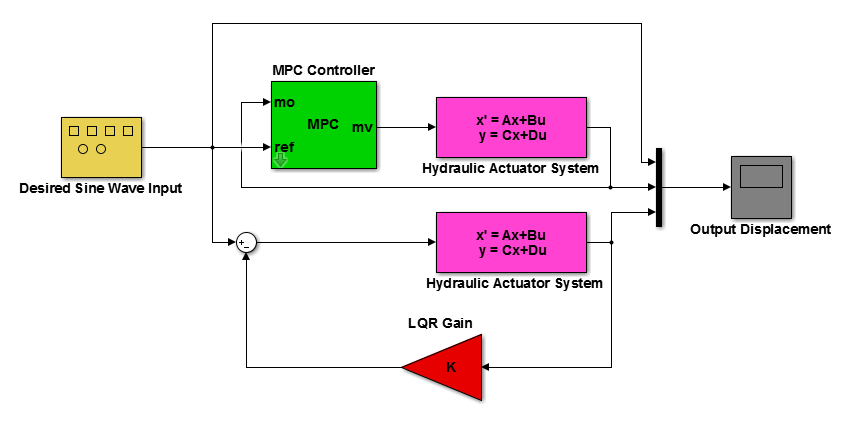 MPC Controller
mo
MPC
mv
ref
x' = Ax+Bu
y = Cx+Du
Hydraulic Actuator System
Desired Sine Wave Input
Output Displacement
+
−
x' = Ax+Bu
y = Cx+Du
Hydraulic Actuator System
LQR Gain
K